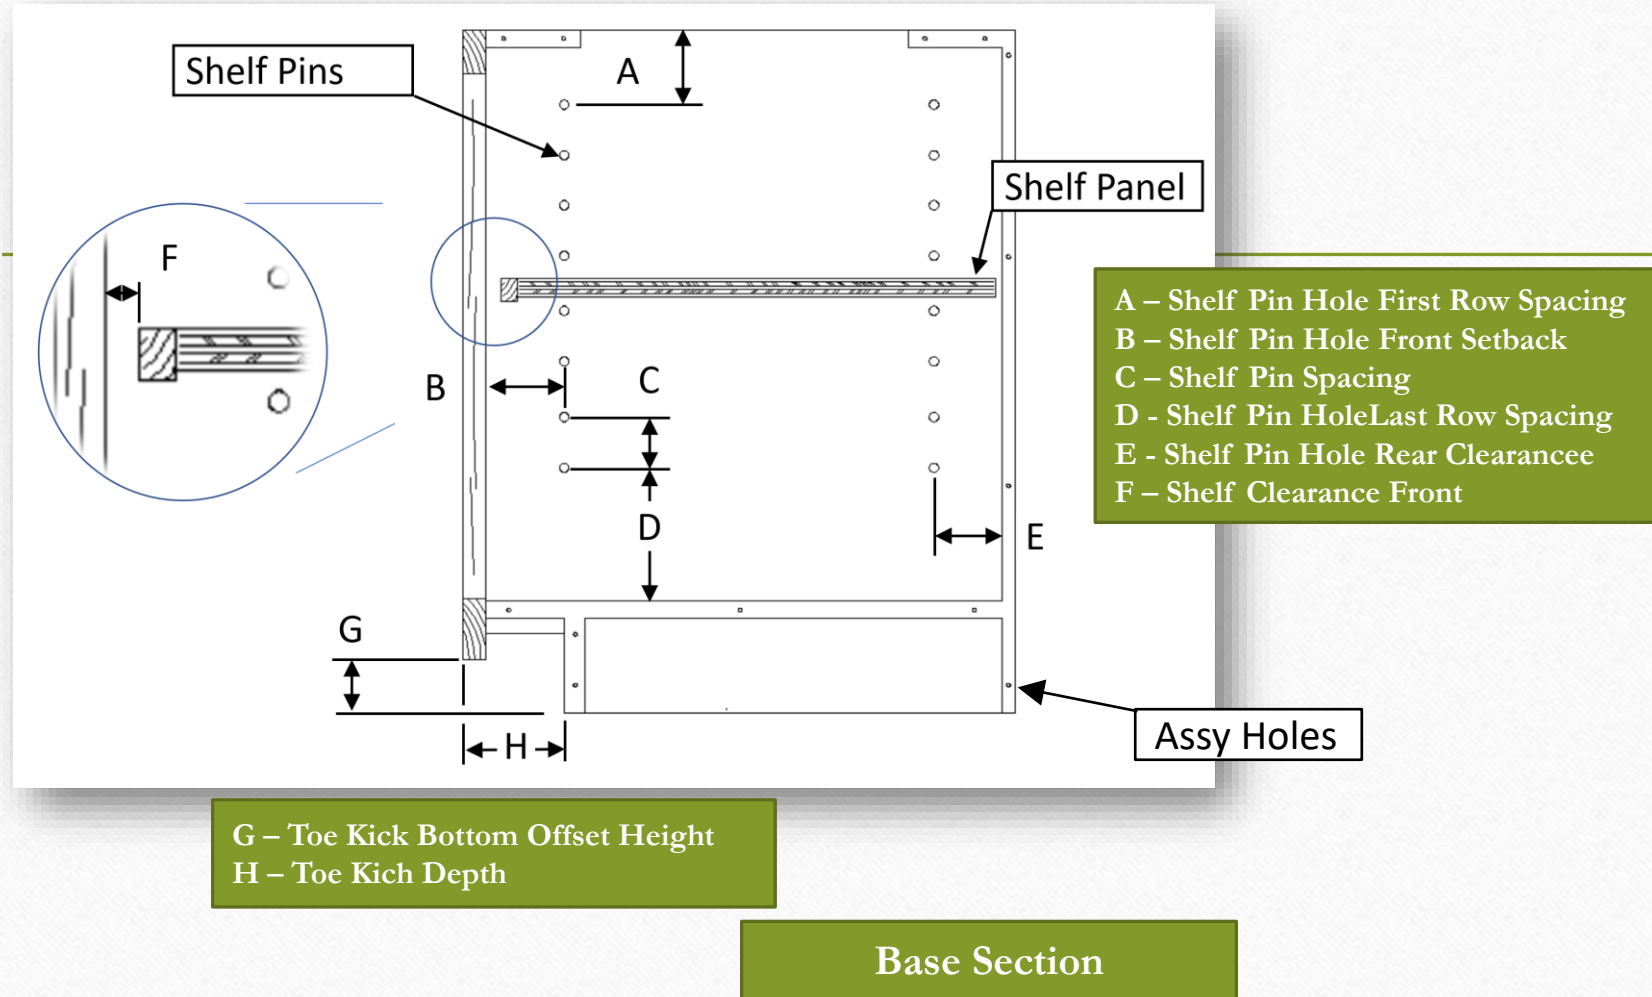 Shelf Pins
A
Shelf Panel
F
A – Shelf Pin Hole First Row Spacing
B – Shelf Pin Hole Front Setback
C – Shelf Pin Spacing
D - Shelf Pin HoleLast Row Spacing
E - Shelf Pin Hole Rear Clearancee
F – Shelf Clearance Front
B
C
D
E
G
H
Assy Holes
G – Toe Kick Bottom Offset Height
H – Toe Kich Depth
Base Section